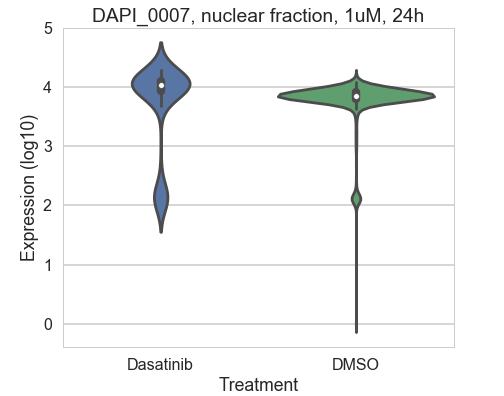 DAPI_0007, nuclear fraction, 1uM, 24h
Expression (log10)
5
4
3
2
1
0
Dasatinib
DMSO
Treatment